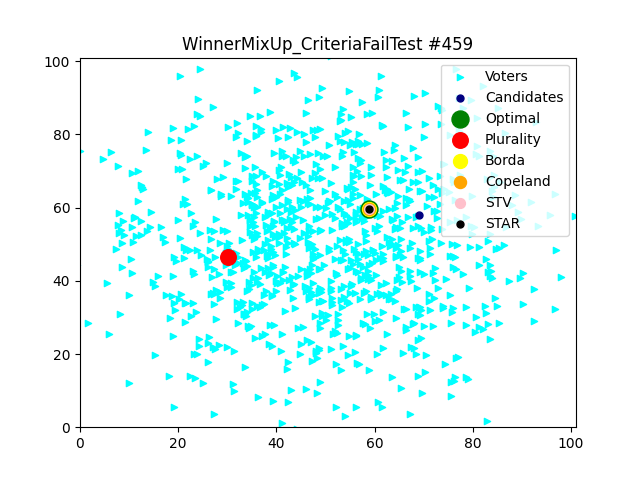 WinnerMixUp_CriteriaFailTest #459
100
80
60
40
20
0
0 20 40 60 80 100
Voters
Candidates
Optimal
Plurality
Borda
Copeland
STV
STAR